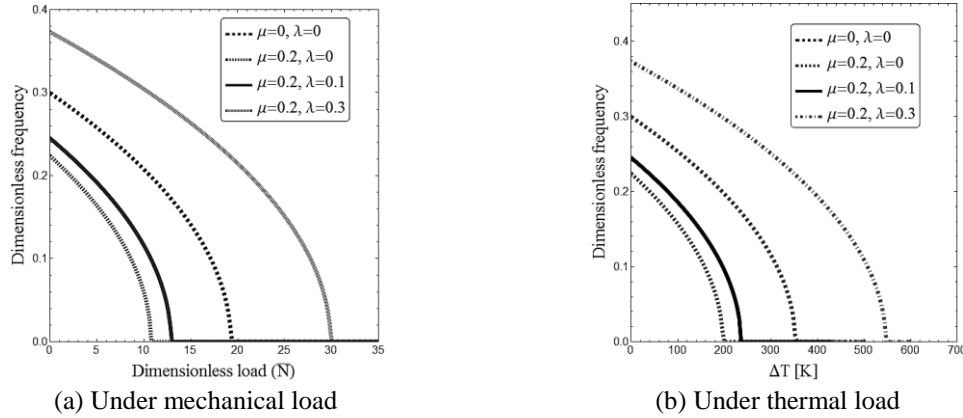 0.4
0.3
0.2
0.1
0.0
0
5
10
15
20
25
30
35
Dimensionless frequency
Dimensionless load (N̅)
μ=0, λ=0
μ=0.2, λ=0
μ=0.2, λ=0.1
μ=0.2, λ=0.3
(a) Under mechanical load
0.4
0.3
0.2
0.1
0.0
0
100
200
300
400
500
600
700
Dimensionless frequency
ΔT [K]
μ=0, λ=0
μ=0.2, λ=0
μ=0.2, λ=0.1
μ=0.2, λ=0.3
(b) Under thermal load